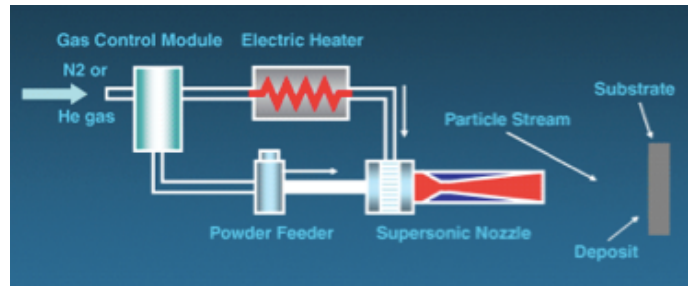 Gas Control Module
Electric Heater
N2 or
He gas
Substrate
Particle Stream
Powder Feeder
Supersonic Nozzle
Deposit